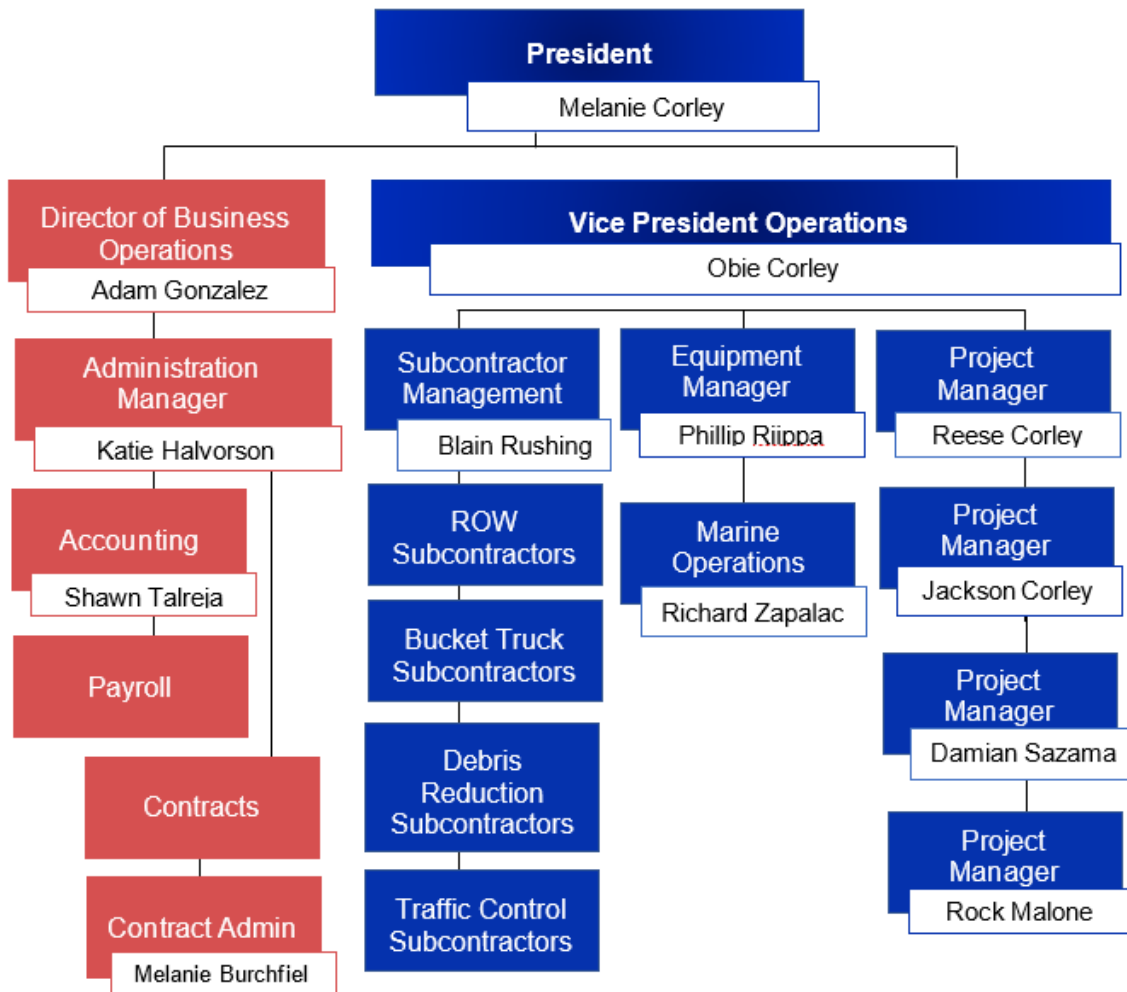 President
Melanie Corley
Director of Business
Operations
Adam Gonzalez
Vice President Operations
Obie Corley
Administration
Manager
Katie Halvorson
Accounting
Shawn Talreja
Payroll
Contracts
Contract Admin
Melanie Burchfiel
Subcontractor
Management
Blain Rushing
ROW
Subcontractors
Bucket Truck
Subcontractors
Debris
Reduction
Subcontractors
Traffic Control
Subcontractors
Equipment
Manager
Phillip Riippa
Marine
Operations
Richard Zapalac
Project
Manager
Reese Corley
Project
Manager
Jackson Corley
Project
Manager
Damian Sazama
Project
Manager
Rock Malone